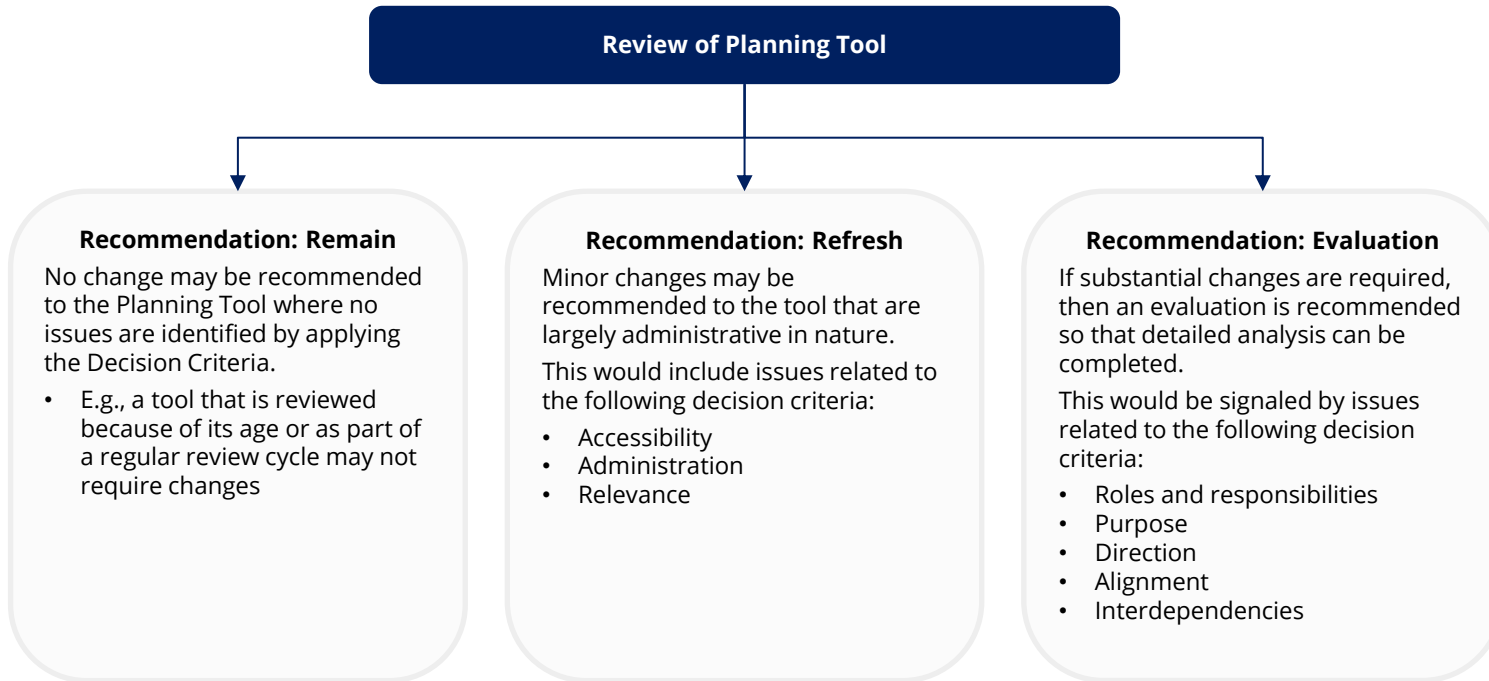 Review of Planning Tool
Recommendation: Remain
No change may be recommended
to the Planning Tool where no
issues are identified by applying
the Decision Criteria.
• E.g., a tool that is reviewed
because of its age or as part of
a regular review cycle may not
require changes
Recommendation: Refresh
Minor changes may be
recommended to the tool that are
largely administrative in nature.
This would include issues related to
the following decision criteria:
• Accessibility
• Administration
• Relevance
Recommendation: Evaluation
If substantial changes are required,
then an evaluation is recommended
so that detailed analysis can be
completed.
This would be signaled by issues
related to the following decision
criteria:
• Roles and responsibilities
• Purpose
• Direction
• Alignment
• Interdependencies